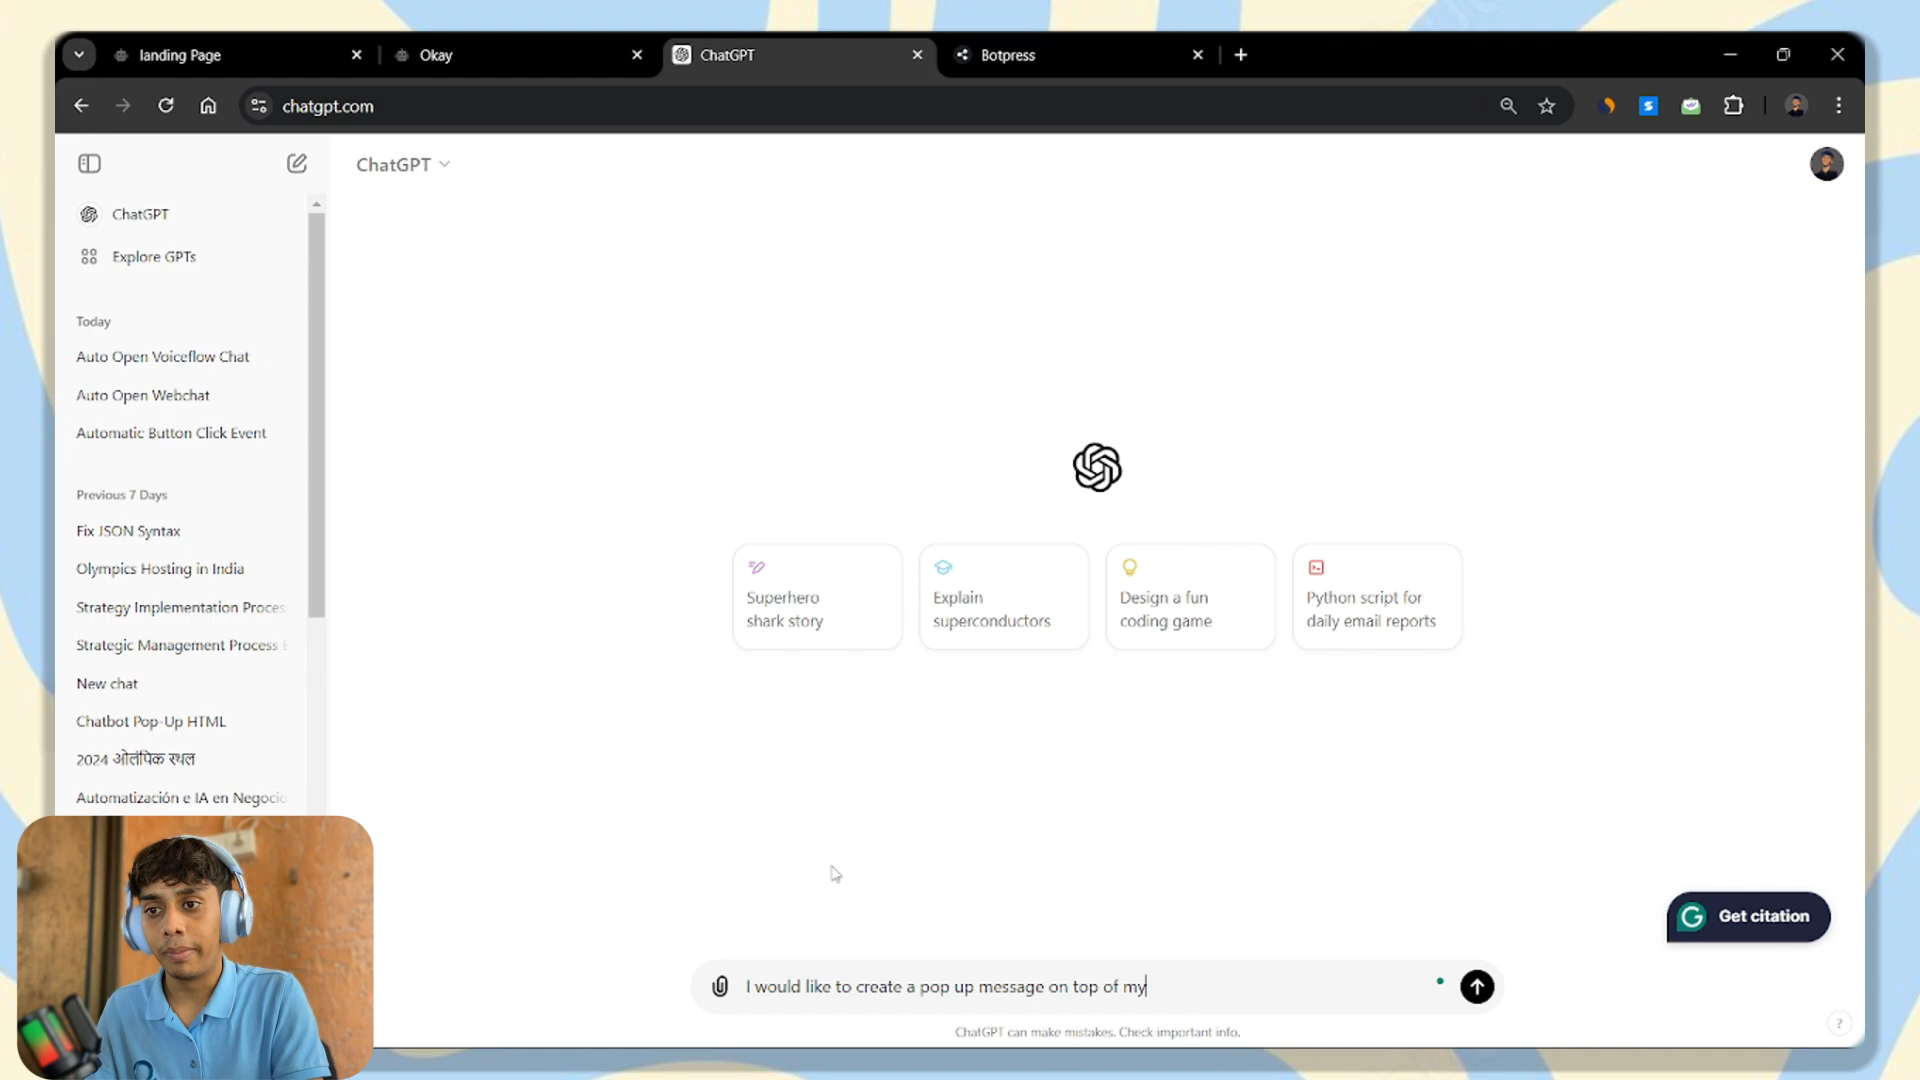 landing Page
Okay
ChatGPT
Botpress
chatgpt.com
ChatGPT
ChatGPT
Explore GPTs
Today
Auto Open Voiceflow Chat
Auto Open Webchat
Automatic Button Click Event
Previous 7 Days
Fix JSON Syntax
Olympics Hosting in India
Strategy Implementation Proces
Strategic Management Process
New chat
Chatbot Pop-Up HTML
2024 ओलंपिक स्थल
Automatización e IA en Negocio
Superhero
shark story
Explain
superconductors
Design a fun
coding game
Python script for
daily email reports
Get citation
I would like to create a pop up message on top of my
ChatGPT can make mistakes. Check important info.
?